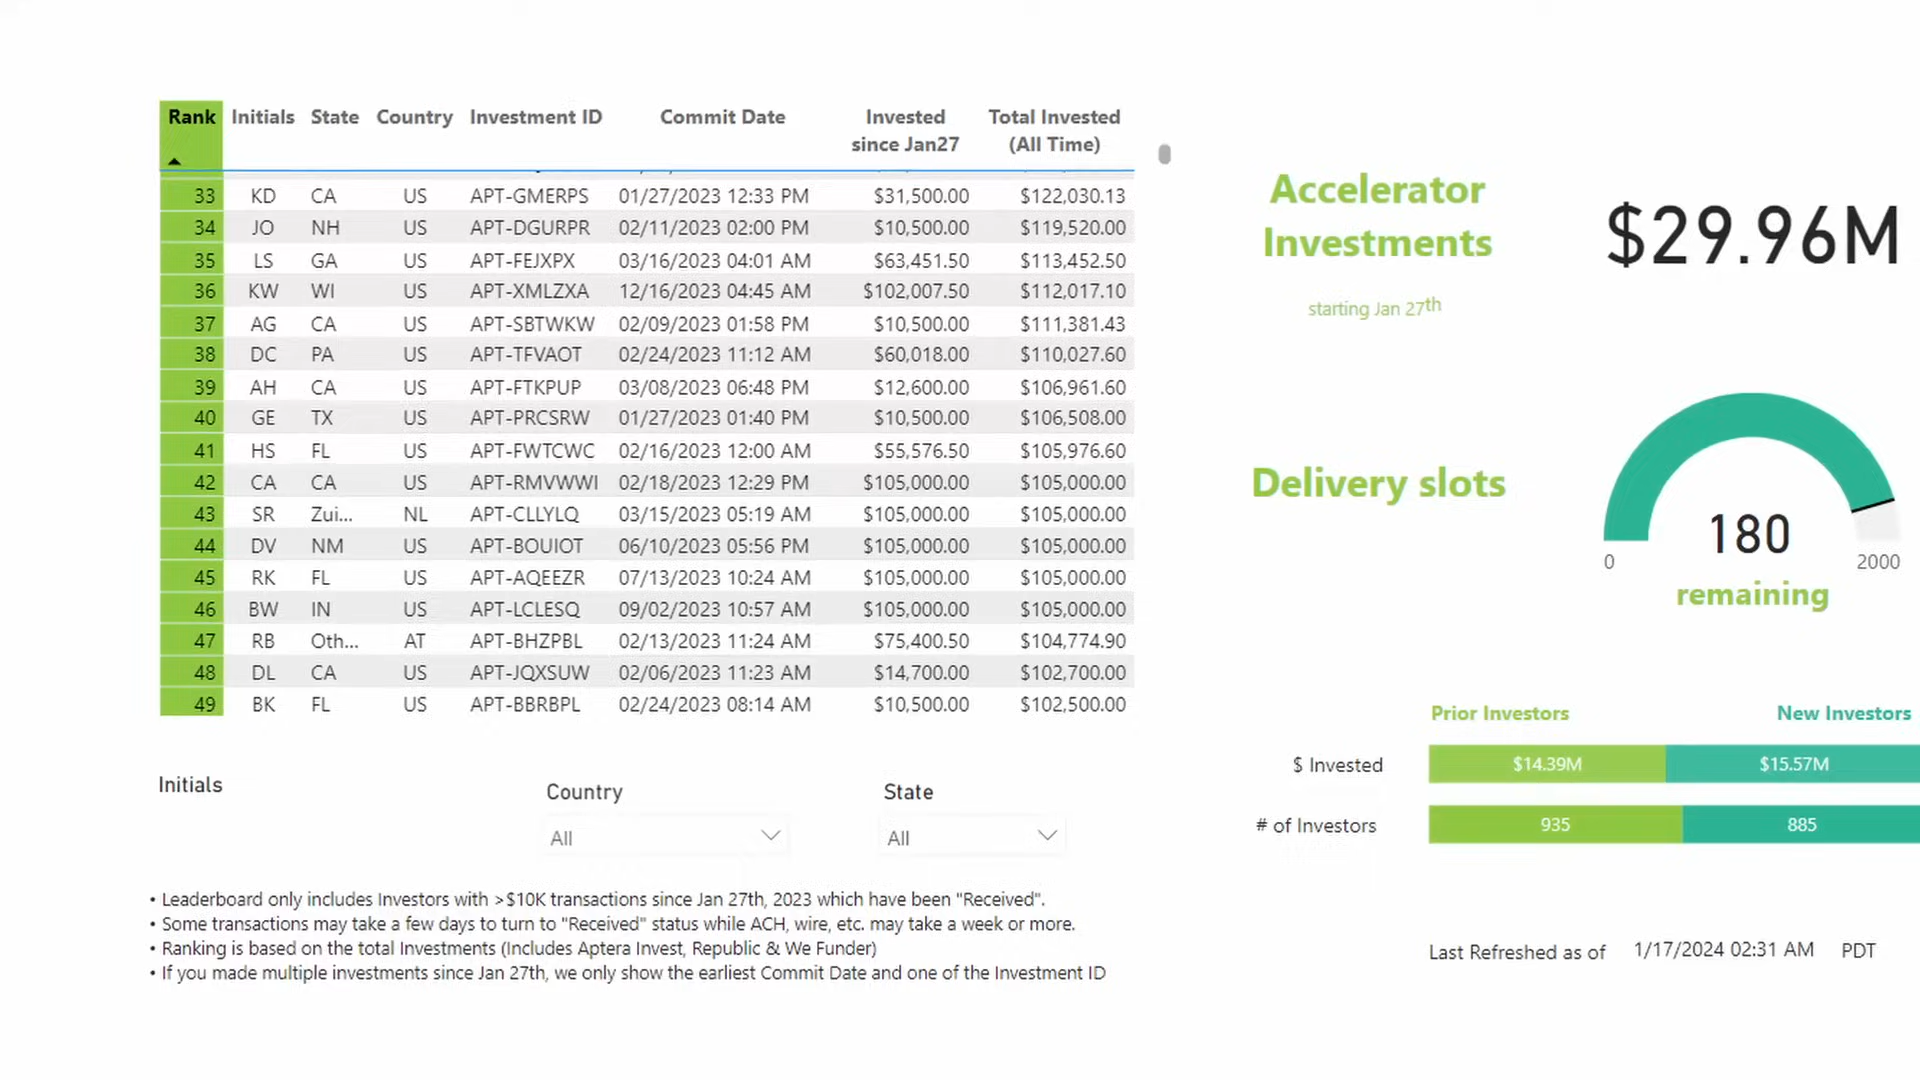 Rank Initials State Country Investment ID Commit Date Invested since Jan27 Total Invested (All Time)
33 KD CA US APT-GMERPS 01/27/2023 12:33 PM $31,500.00 $122,030.13
34 JO NH US APT-DGURPR 02/11/2023 02:00 PM $10,500.00 $119,520.00
35 LS GA US APT-FEJXPX 03/16/2023 04:01 AM $63,451.50 $113,452.50
36 KW WI US APT-XMLZXA 12/16/2023 04:45 AM $102,007.50 $112,017.10
37 AG CA US APT-SBTWKW 02/09/2023 01:58 PM $10,500.00 $111,381.43
38 DC PA US APT-TFVAOT 02/24/2023 11:12 AM $60,018.00 $110,027.60
39 AH CA US APT-FTKPUP 03/08/2023 06:48 PM $12,600.00 $106,961.60
40 GE TX US APT-PRCSRW 01/27/2023 01:40 PM $10,500.00 $106,508.00
41 HS FL US APT-FWTCWC 02/16/2023 12:00 AM $55,576.50 $105,976.60
42 CA CA US APT-RMVWWI 02/18/2023 12:29 PM $105,000.00 $105,000.00
43 SR Zui... NL APT-CLLYLQ 03/15/2023 05:19 AM $105,000.00 $105,000.00
44 DV NM US APT-BOUIOT 06/10/2023 05:56 PM $105,000.00 $105,000.00
45 RK FL US APT-AQEEZR 07/13/2023 10:24 AM $105,000.00 $105,000.00
46 BW IN US APT-LCLESQ 09/02/2023 10:57 AM $105,000.00 $105,000.00
47 RB Oth... AT APT-BHZPBL 02/13/2023 11:24 AM $75,400.50 $104,774.90
48 DL CA US APT-JQXSUW 02/06/2023 11:23 AM $14,700.00 $102,700.00
49 BK FL US APT-BBRBPL 02/24/2023 08:14 AM $10,500.00 $102,500.00
Initials
Country
State
All
All
• Leaderboard only includes Investors with >$10K transactions since Jan 27th, 2023 which have been "Received".
• Some transactions may take a few days to turn to "Received" status while ACH, wire, etc. may take a week or more.
• Ranking is based on the total Investments (Includes Aptera Invest, Republic & We Funder)
• If you made multiple investments since Jan 27th, we only show the earliest Commit Date and one of the Investment ID
Accelerator
Investments
starting Jan 27th
$29.96M
Delivery slots
180
0
2000
remaining
Prior Investors New Investors
$ Invested $14.39M $15.57M
# of Investors 935 885
Last Refreshed as of 1/17/2024 02:31 AM PDT